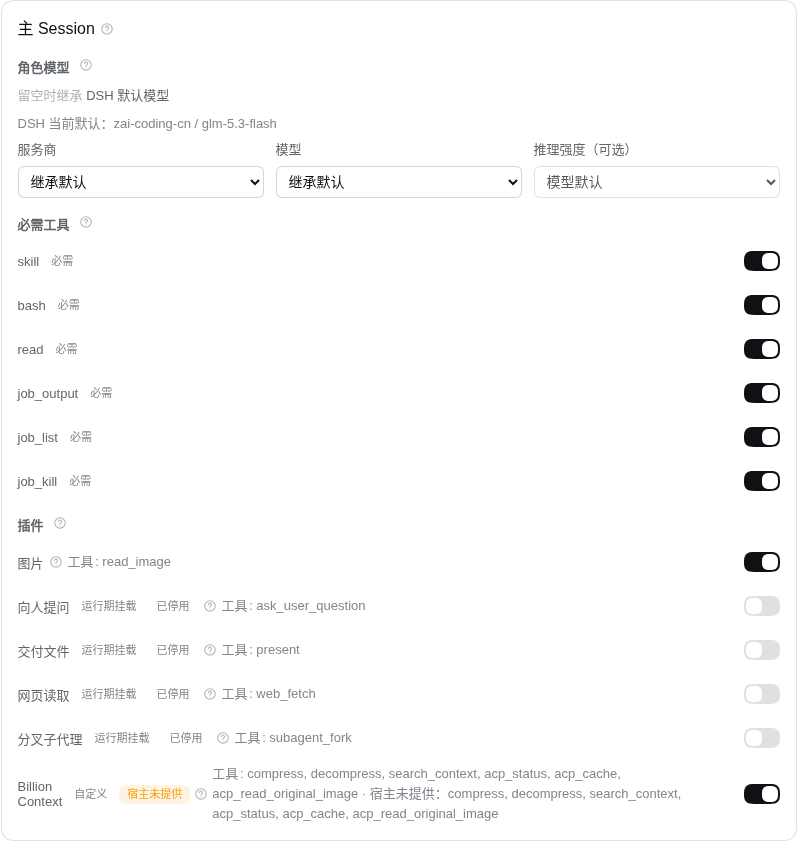 主 Session
角色模型
留空时继承 DSH 默认模型
DSH 当前默认：zai-coding-cn / glm-5.3-flash
服务商 模型 推理强度（可选）
继承默认 继承默认 模型默认
必需工具
skill 必需
bash 必需
read 必需
job_output 必需
job_list 必需
job_kill 必需
插件
图片 工具: read_image
向人提问 运行期挂载 已停用 工具: ask_user_question
交付文件 运行期挂载 已停用 工具: present
网页读取 运行期挂载 已停用 工具: web_fetch
分叉子代理 运行期挂载 已停用 工具: subagent_fork
Billion Context 自定义 宿主未提供 工具: compress, decompress, search_context, acp_status, acp_cache,
acp_read_original_image · 宿主未提供：compress, decompress, search_context,
acp_status, acp_cache, acp_read_original_image